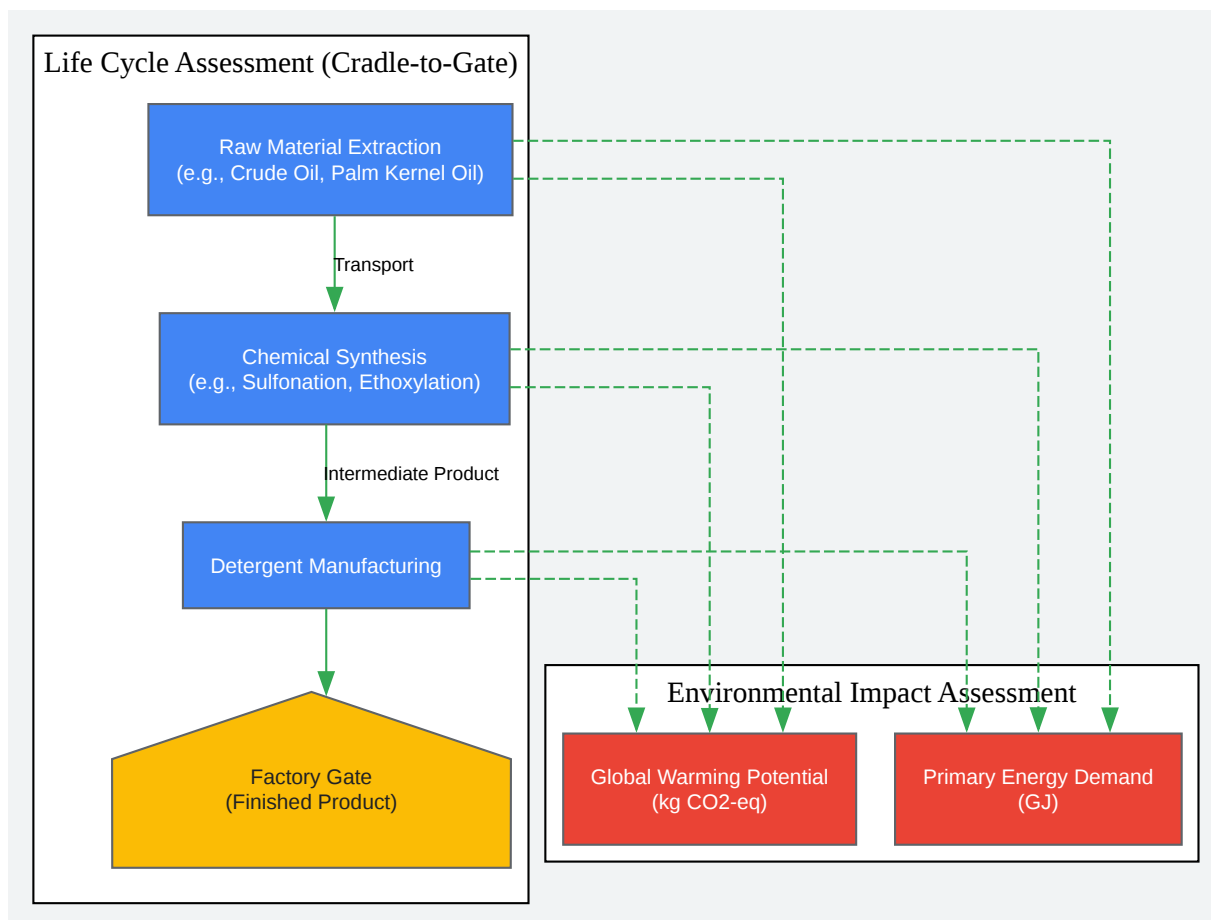 Life Cycle Assessment (Cradle-to-Gate)
Raw Material Extraction
(e.g., Crude Oil, Palm Kernel Oil)
Transport
Chemical Synthesis
(e.g., Sulfonation, Ethoxylation)
Intermediate Product
Detergent Manufacturing
Factory Gate
(Finished Product)
Environmental Impact Assessment
Global Warming Potential
(kg CO2-eq)
Primary Energy Demand
(GJ)